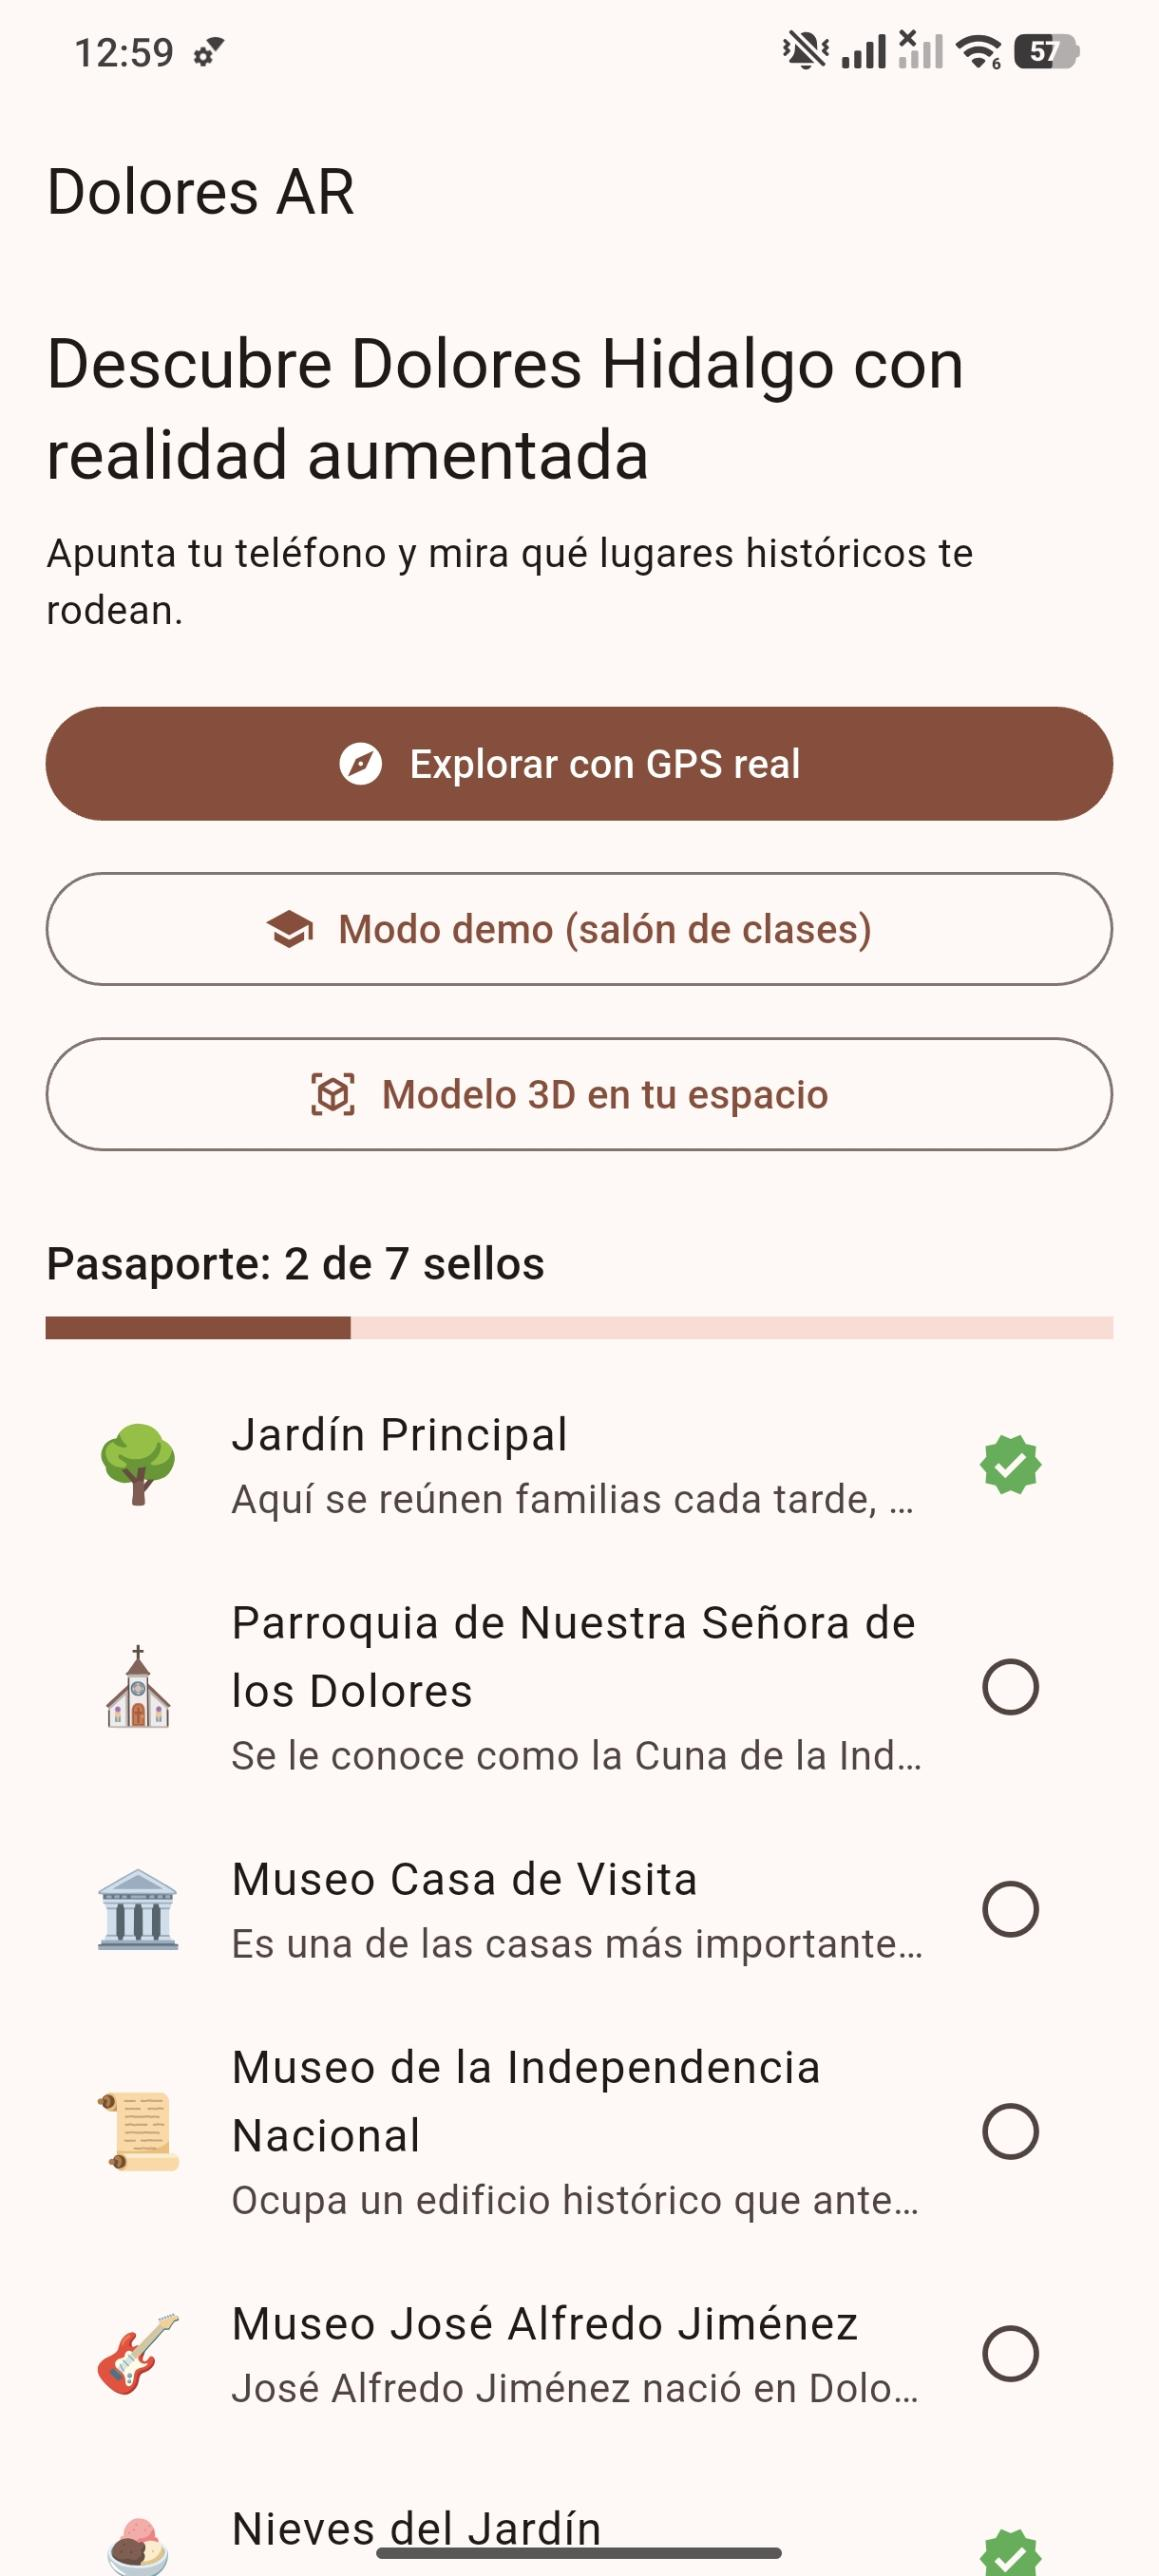 12:59
6
57
Dolores AR
Descubre Dolores Hidalgo con
realidad aumentada
Apunta tu teléfono y mira qué lugares históricos te
rodean.
Explorar con GPS real
Modo demo (salón de clases)
Modelo 3D en tu espacio
Pasaporte: 2 de 7 sellos
Jardín Principal
Aquí se reúnen familias cada tarde, ...
Parroquia de Nuestra Señora de
los Dolores
Se le conoce como la Cuna de la Ind...
Museo Casa de Visita
Es una de las casas más importante...
Museo de la Independencia
Nacional
Ocupa un edificio histórico que ante...
Museo José Alfredo Jiménez
José Alfredo Jiménez nació en Dolo...
Nieves del Jardín